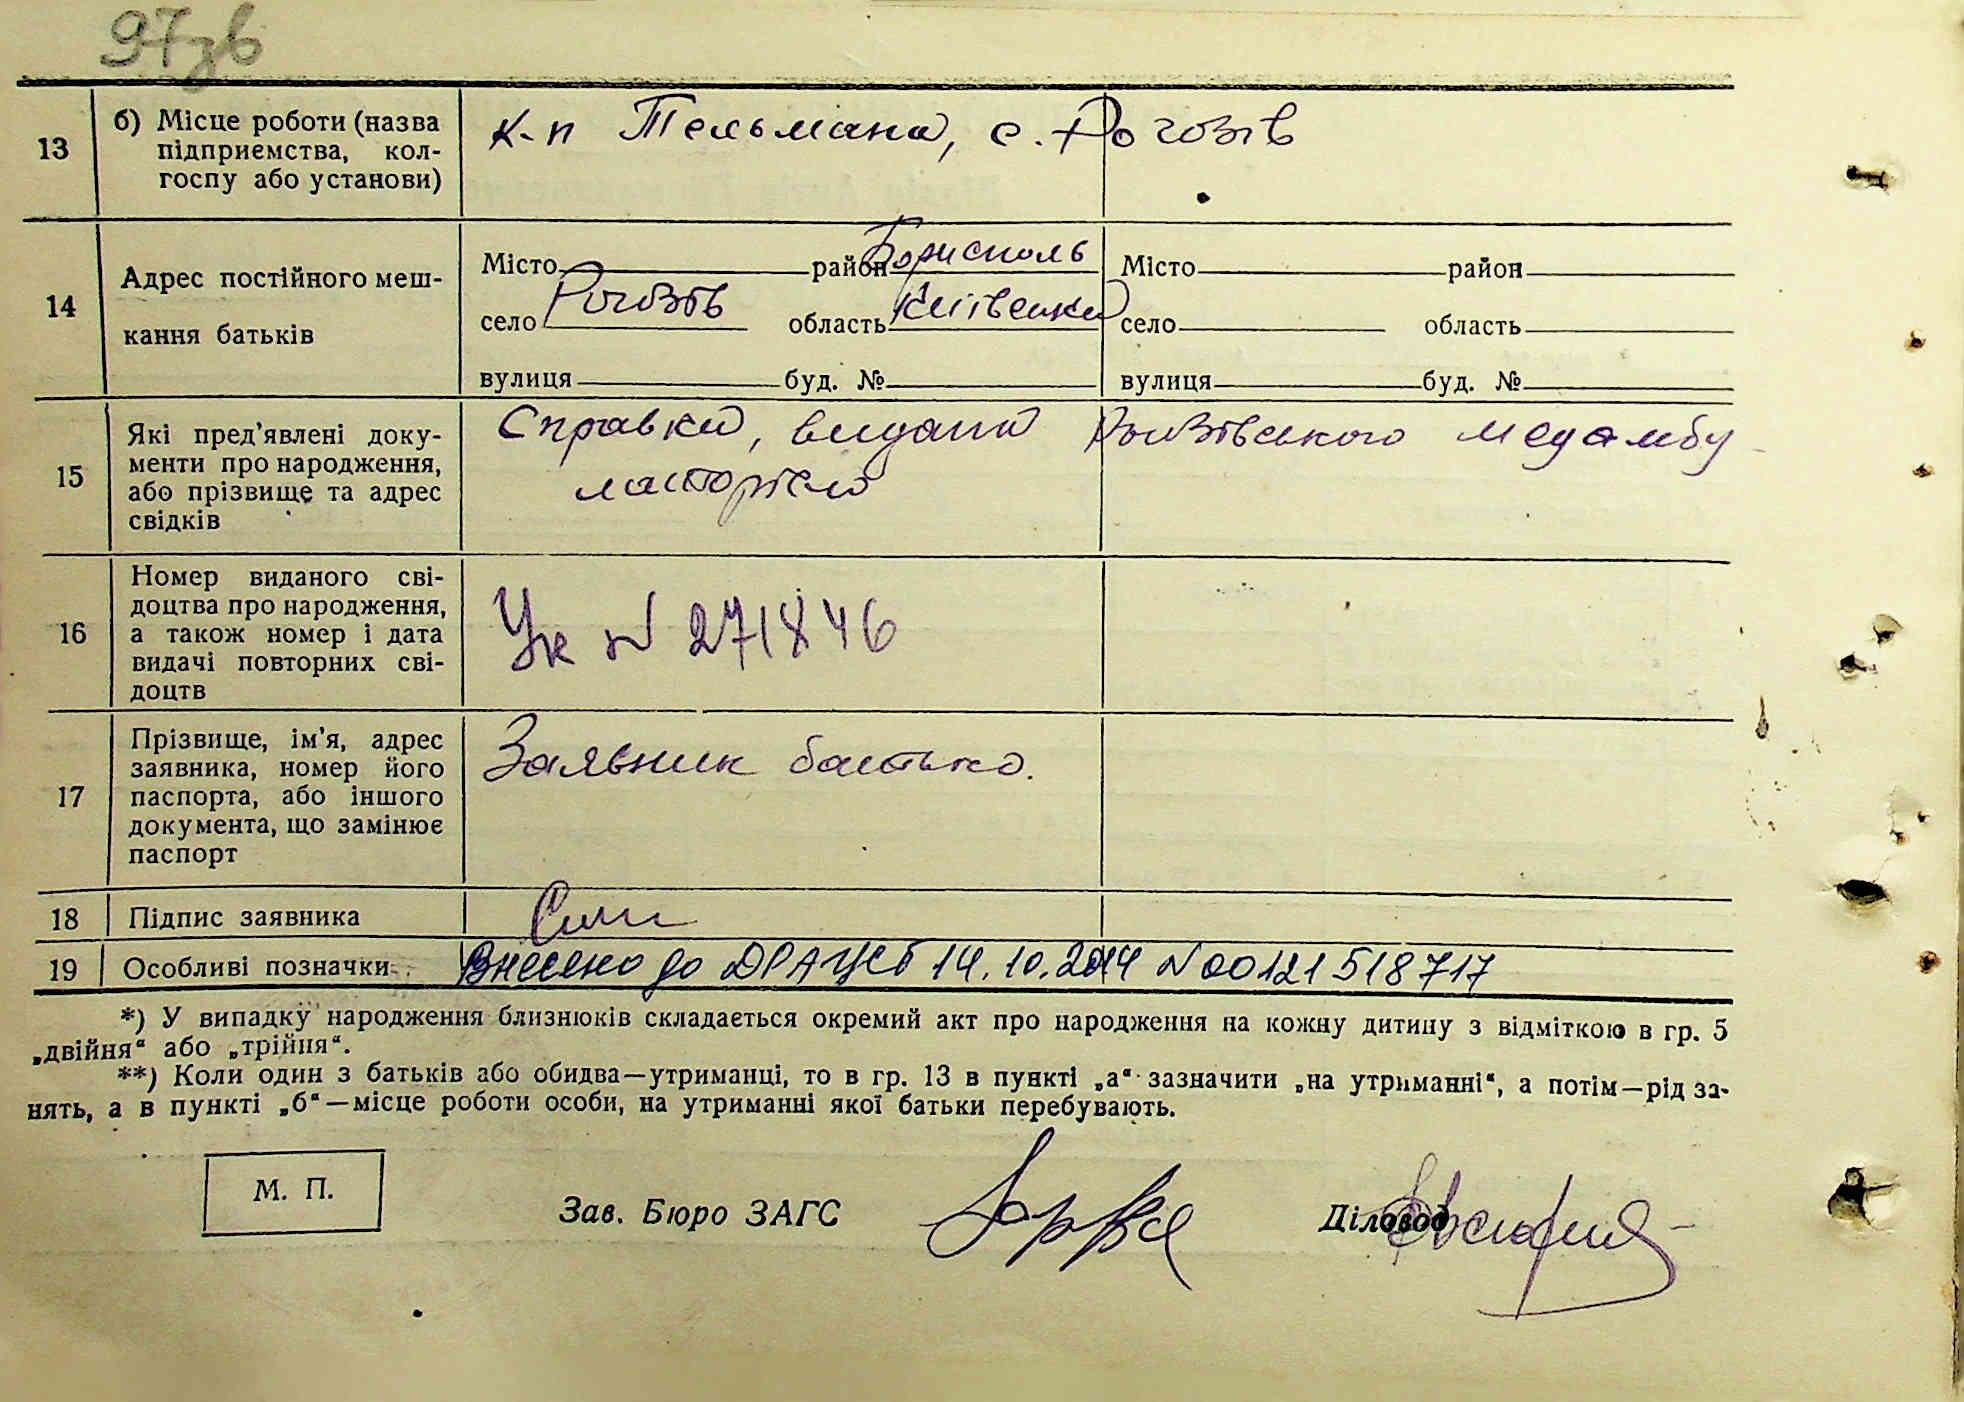 97зв
13 б) Місце роботи (назва підприємства, кол-госпу або установи)
к-п Тельмана, с. Рогозів
14 Адрес постійного меш-
кання батьків
Місто район Борисполь Місто район
село Рогозів область Київська село область
вулиця буд. № вулиця буд. №
15 Які пред'явлені доку-
менти про народження,
або прізвище та адрес
свідків
Справка, видана Рогозівського медамбу
латорією
16 Номер виданого сві-
доцтва про народження,
а також номер і дата
видачі повторних сві-
доцтв
Ук N 271846
17 Прізвище, ім'я, адрес
заявника, номер його
паспорта, або іншого
документа, що замінює
паспорт
Заявник батько.
18 Підпис заявника
19 Особливі позначки
Внесено до ДРАЦСГ 14.10.2014 N00121518717
*) У випадку народження близнюків складається окремий акт про народження на кожну дитину з відміткою в гр. 5
„двійня“ або „трійня“.
**) Коли один з батьків або обидва—утриманці, то в гр. 13 в пункті „а“ зазначити „на утриманні“, а потім—рід за-
нять, а в пункті „б“—місце роботи особи, на утриманні якої батьки перебувають.
М. П.
Зав. Бюро ЗАГС Діловод